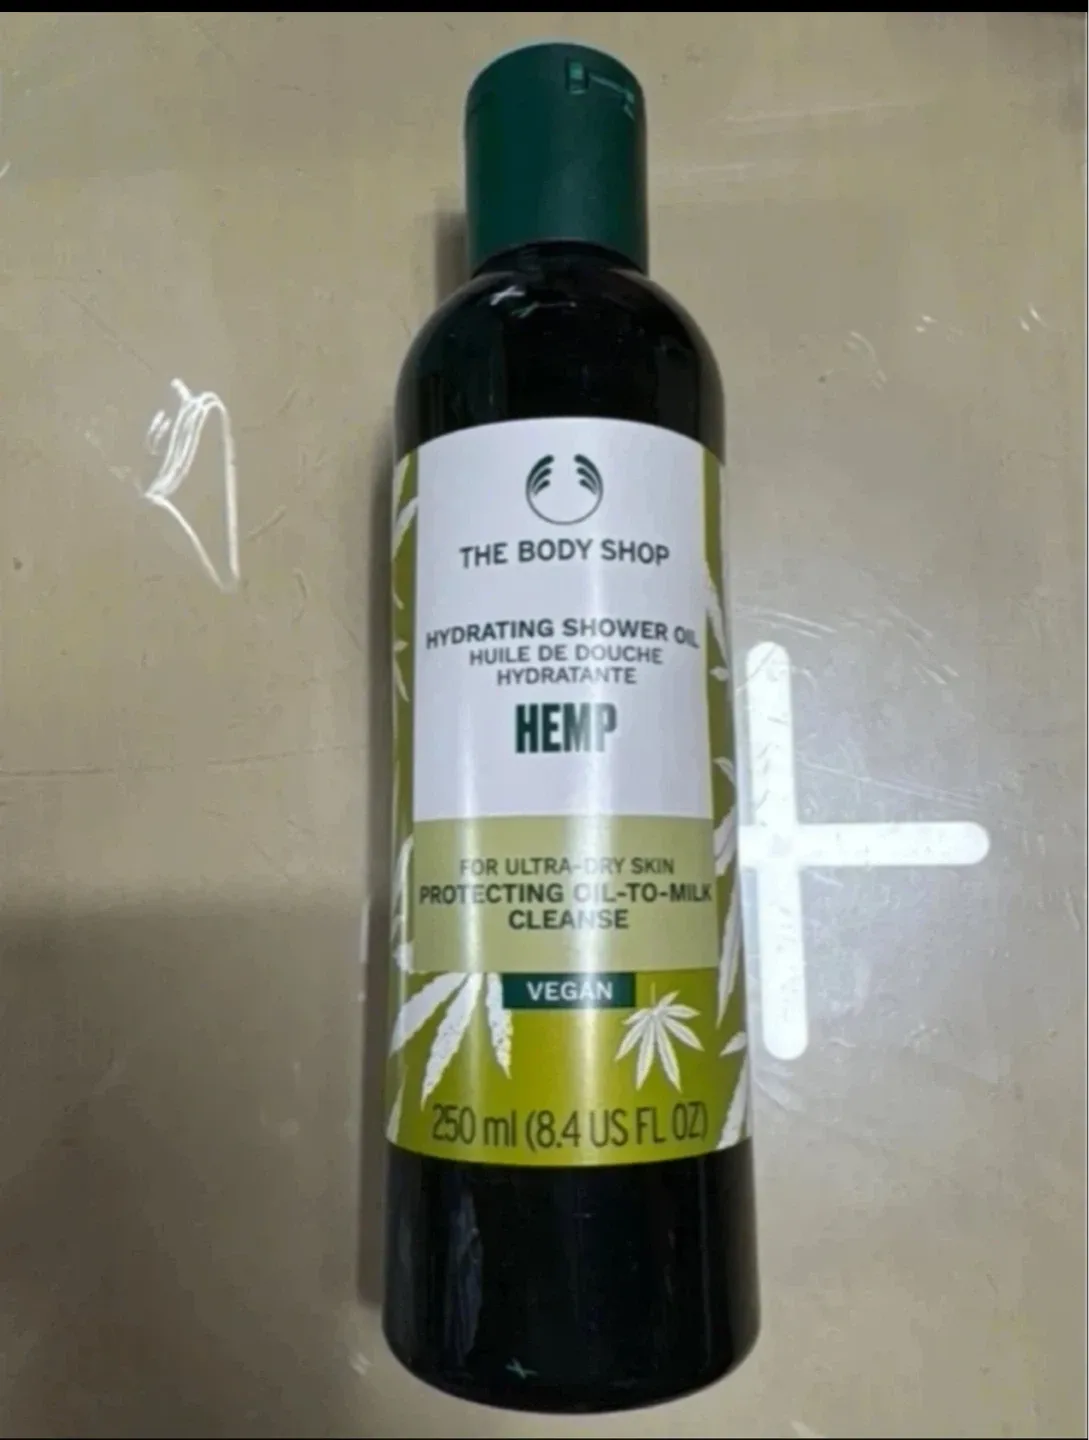 THE BODY SHOP
HYDRATING SHOWER OIL
HUILE DE DOUCHE
HYDRATANTE
HEMP
FOR ULTRA-DRY SKIN
PROTECTING OIL-TO-MILK
CLEANSE
VEGAN
250 ml (8.4 US FL OZ)